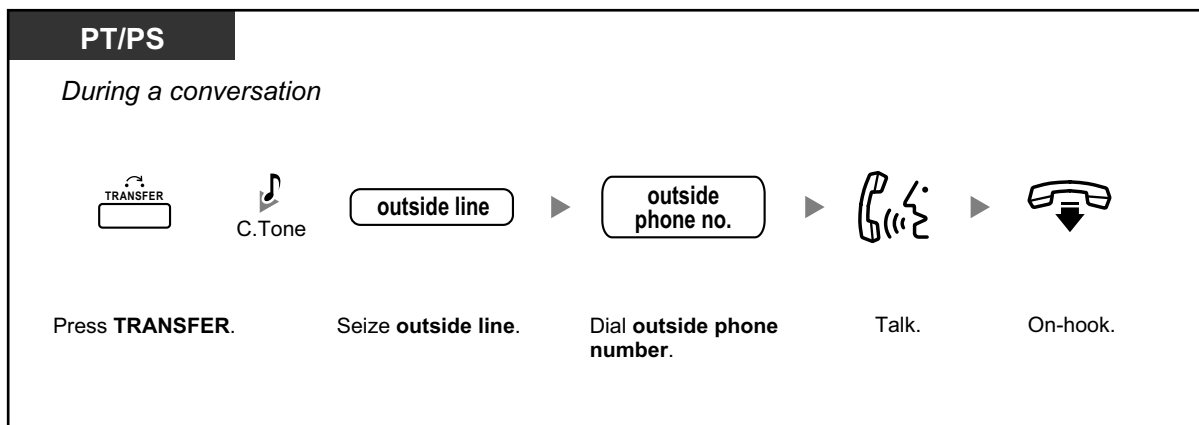 PT/PS
During a conversation
TRANSFER
C.Tone
outside line
outside
phone no.
Press TRANSFER.
Seize outside line.
Dial outside phone
number.
Talk.
On-hook.